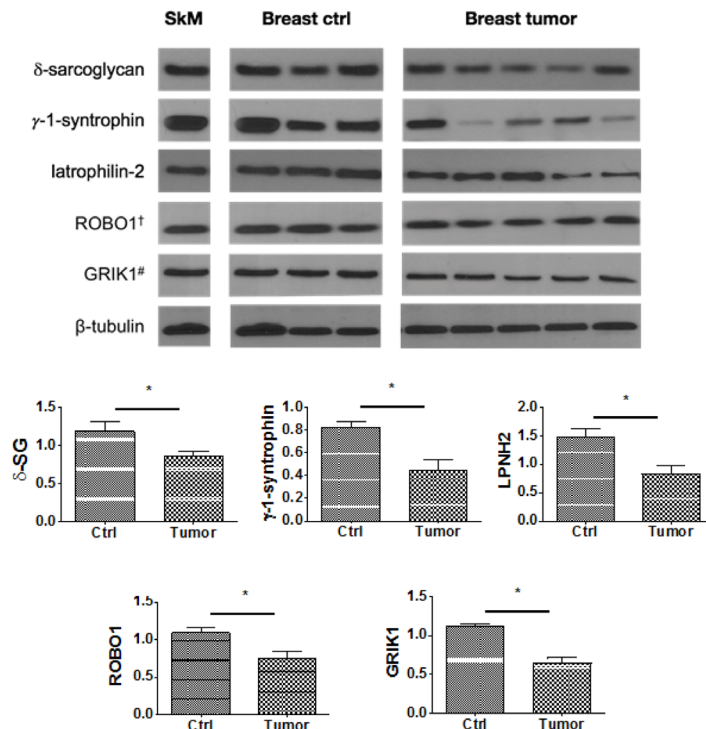 SkM Breast ctrl Breast tumor
δ-sarcoglycan
γ-1-syntrophin
latrophilin-2
ROBO1†
GRIK1#
β-tubulin
* * *
δ-SG 1.5 1.0 0.5 0.0 Ctrl Tumor
γ-1-syntrophin 0.8 0.6 0.4 0.2 0.0 Ctrl Tumor
LPNH2 2.0 1.5 1.0 0.5 0.0 Ctrl Tumor
* *
ROBO1 1.5 1.0 0.5 0.0 Ctrl Tumor
GRIK1 1.5 1.0 0.5 0.0 Ctrl Tumor